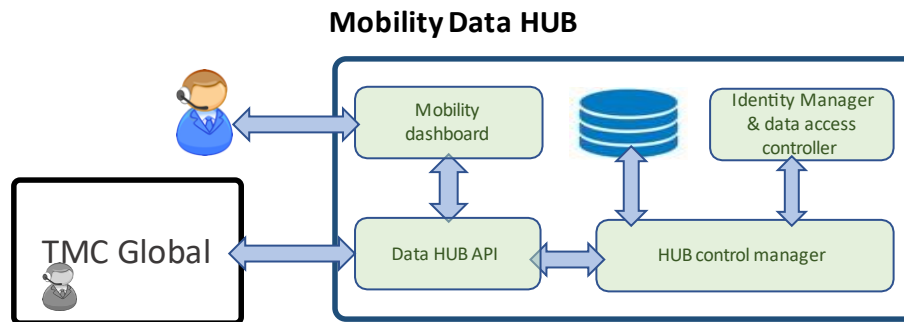 Mobility Data HUB
Mobility
dashboard
Identity Manager
& data access
controller
TMC Global
Data HUB API
HUB control manager